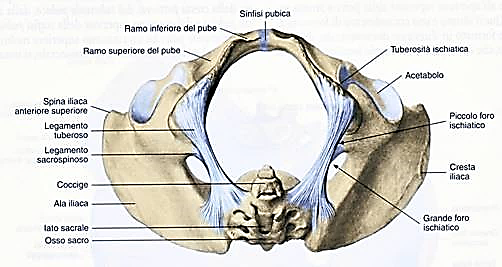 Sinfisi pubica
Ramo inferiore del pube
Ramo superiore del pube
Tuberosità ischiatica
Acetabolo
Spina iliaca
anteriore superiore
Legamento
tuberoso
Legamento
sacrospinoso
Coccige
Ala iliaca
Iato sacrale
Osso sacro
Piccolo foro
ischiatico
Cresta
iliaca
Grande foro
ischiatico